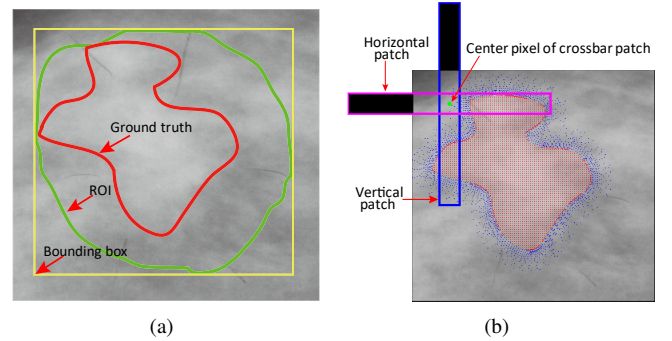 Ground truth
ROI
Bounding box
(a)
Horizontal
patch
Center pixel of crossbar patch
Vertical
patch
(b)